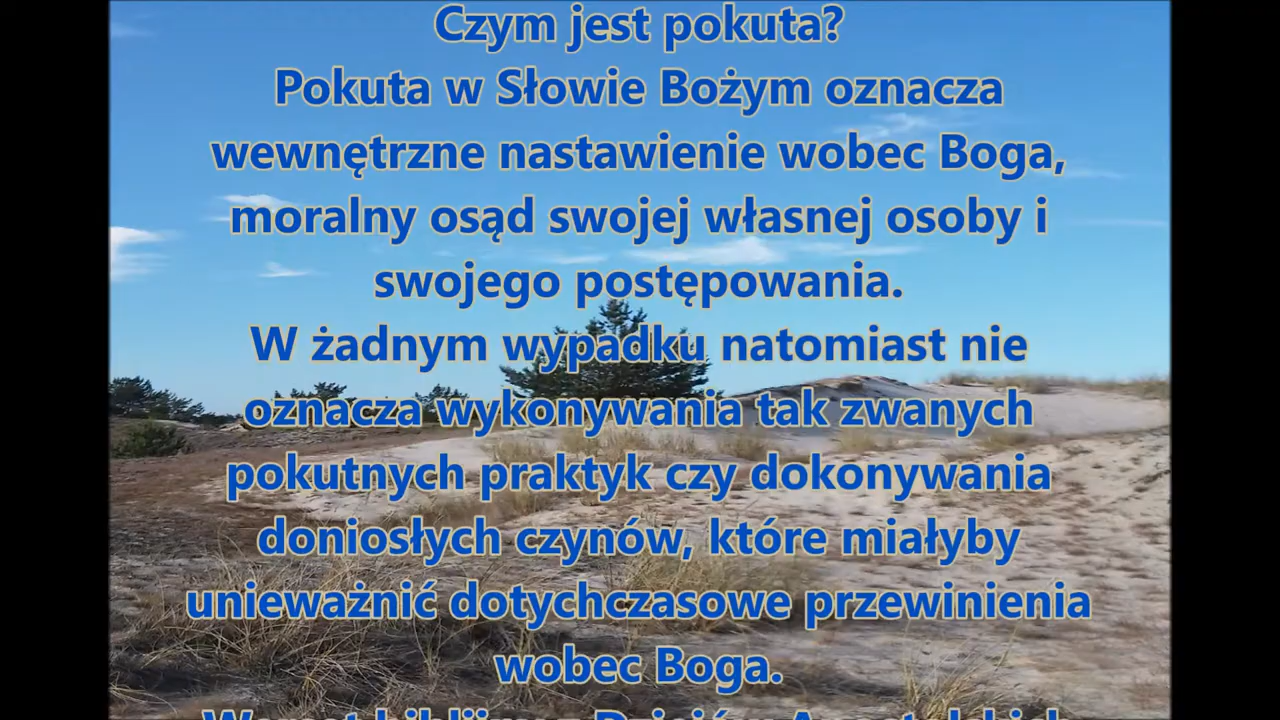 Czym jest pokuta?
Pokuta w Słowie Bożym oznacza
wewnętrzne nastawienie wobec Boga,
moralny osąd swojej własnej osoby i
swojego postępowania.
W żadnym wypadku natomiast nie
oznacza wykonywania tak zwanych
pokutnych praktyk czy dokonywania
doniosłych czynów, które miałyby
unieważnić dotychczasowe przewinienia
wobec Boga.